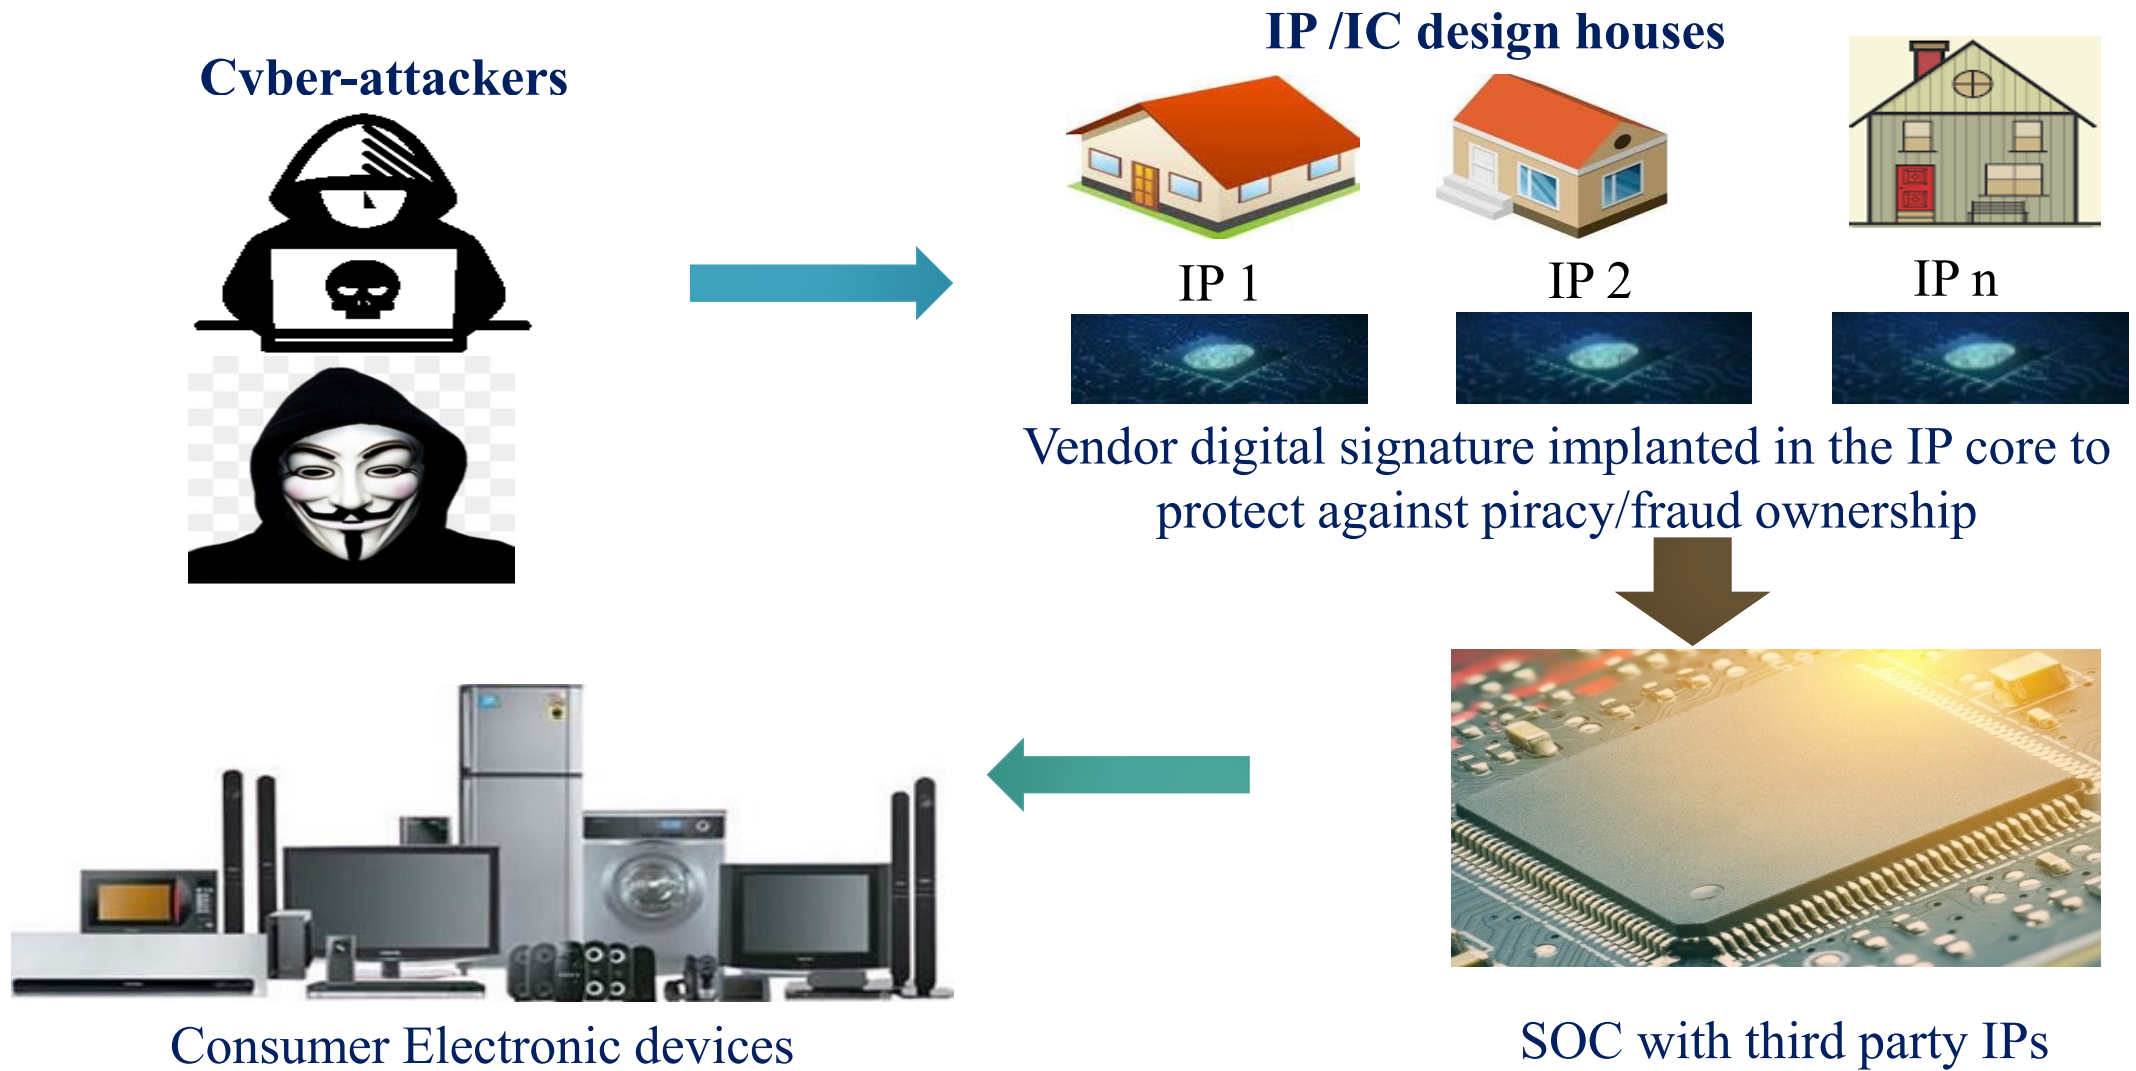 IP /IC design houses
Cvber-attackers
IP 1
IP 2
IP n
Vendor digital signature implanted in the IP core to
protect against piracy/fraud ownership
Consumer Electronic devices
SOC with third party IPs